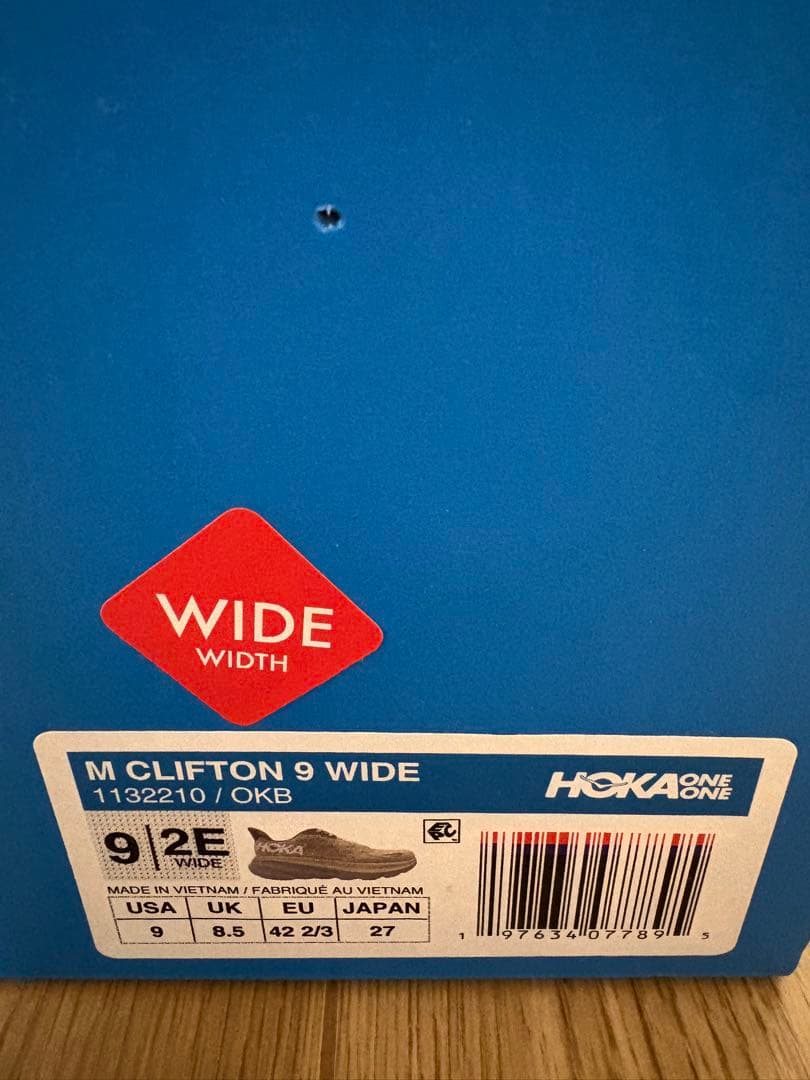 WIDE
WIDTH
M CLIFTON 9 WIDE
1132210 / OKB
HOKA ONE ONE
9 | 2E
WIDE
HOKA
MADE IN VIETNAM / FABRIQUÉ AU VIETNAM
USA UK EU JAPAN
9 8.5 42 2/3 27
1 97634 07789 5